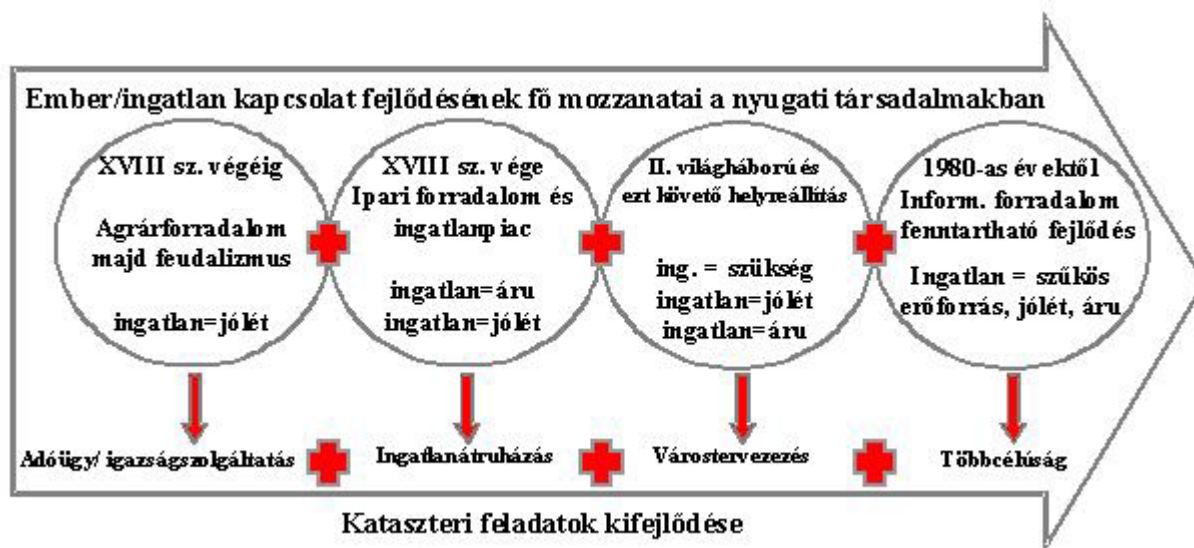 Ember/ingatlan kapcsolat fejlődésének fő mozzanatai a nyugati társadalmakban
XVIII sz. végéig
Agrárforradalom
majd feudalizmus
ingatlan=jólét
XVIII sz. vége
Ipari forradalom és
ingatlanpiac
ingatlan=áru
ingatlan=jólét
II. világháború és
ezt követő helyreállítás
ing. = szükség
ingatlan=jólét
ingatlan=áru
1980-as évektől
Inform. forradalom
fenntartható fejlődés
Ingatlan = szűkös
erőforrás, jólét, áru
Adóügy/ igazságszolgáltatás
Ingatlanátruházás
Várostervezezés
Többcélúság
Kataszteri feladatok kifejlődése